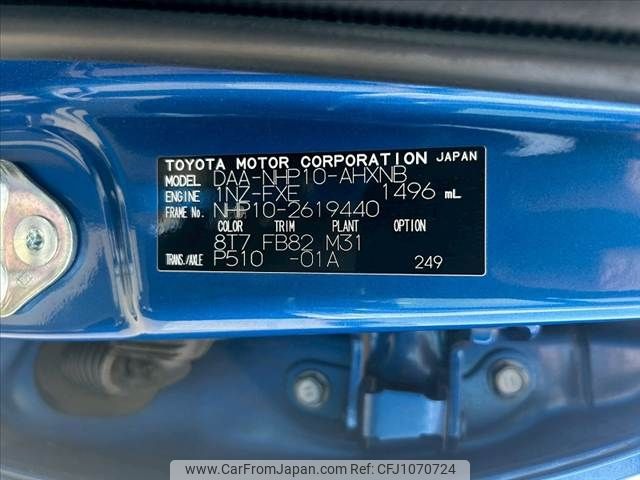 TOYOTA MOTOR CORPORATION JAPAN
MODEL DAA-NHP10-AHXNB
ENGINE 1NZ-FXE 1496 mL
FRAME No. NHP10-2619440
COLOR TRIM PLANT OPTION
8T7 FB82 M31
TRANS./AXLE P510 -01A 249
www.CarFromJapan.com | REF No. CFJ1070724